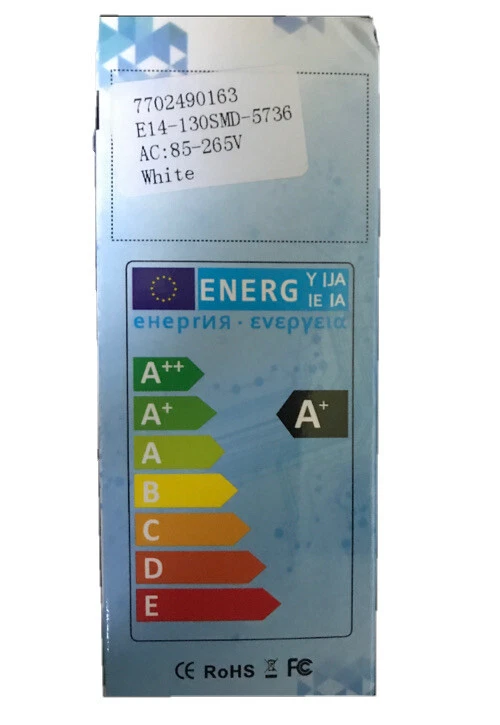 7702490163
E14-130SMD-5736
AC:85-265V
White
ENERG Y IJA
IE IA
енергия · ενεργεια
A++
A+
A+
A
B
C
D
E
CE RoHS FC